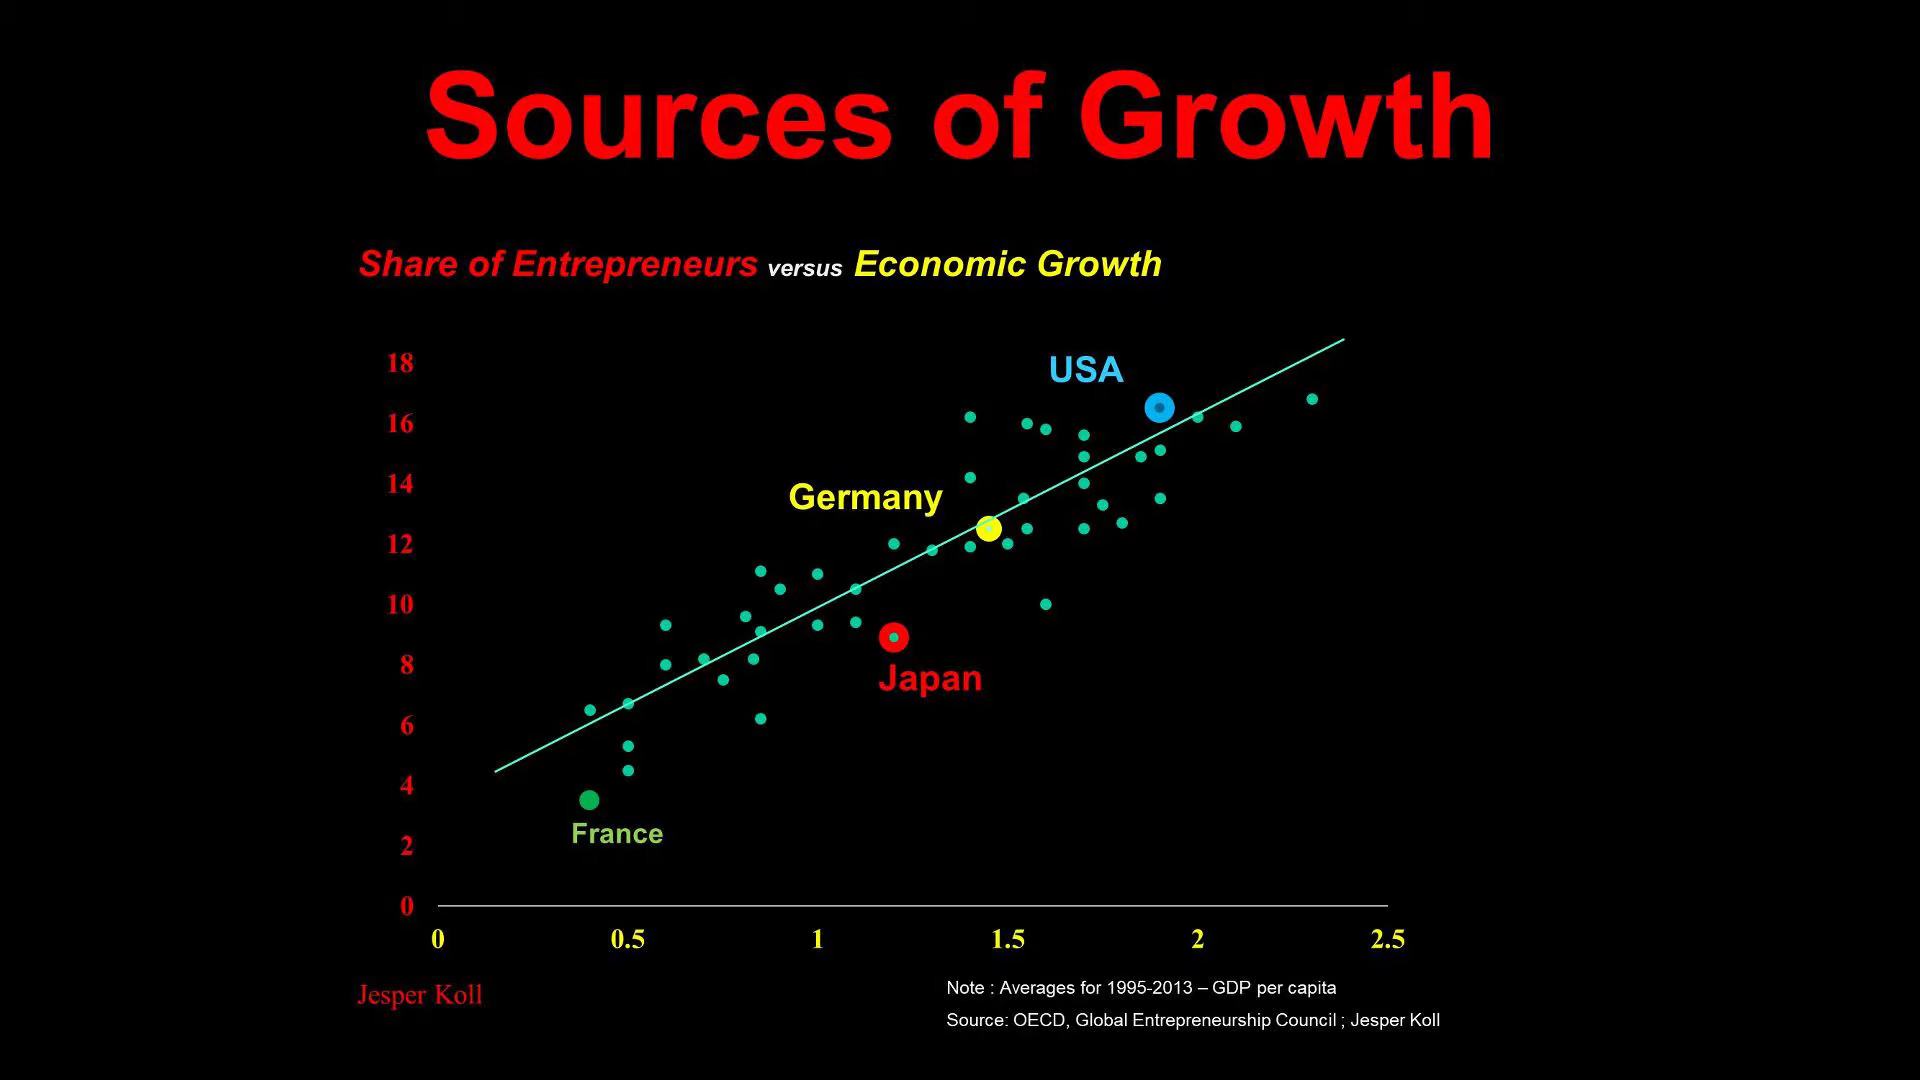 Sources of Growth
Share of Entrepreneurs versus Economic Growth
18
USA
16
14
Germany
12
10
8
Japan
6
4
France
2
0
0 0.5 1 1.5 2 2.5
Jesper Koll
Note : Averages for 1995-2013 – GDP per capita
Source: OECD, Global Entrepreneurship Council ; Jesper Koll